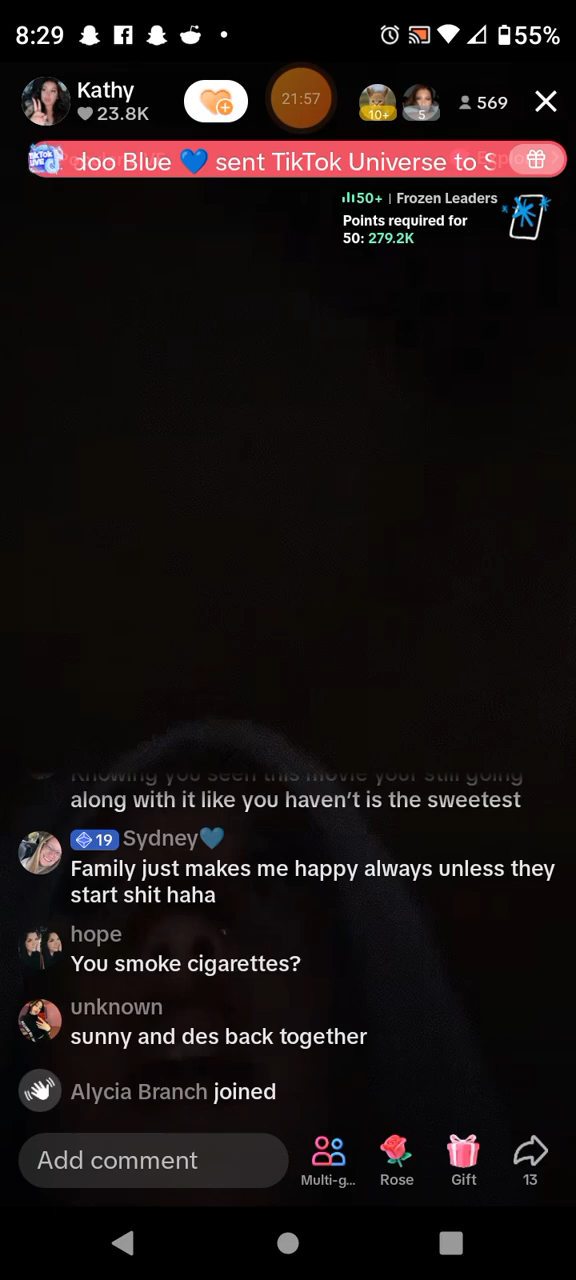 8:29
55%
Kathy
23.8K
21:57
10+
5
569
doo Blue 💙 sent TikTok Universe to S
50+ | Frozen Leaders
Points required for
50: 279.2K
Knowing you seen this movie your still going
along with it like you haven't is the sweetest
19 Sydney💙
Family just makes me happy always unless they
start shit haha
hope
You smoke cigarettes?
unknown
sunny and des back together
Alycia Branch joined
Add comment
Multi-g...
Rose
Gift
13